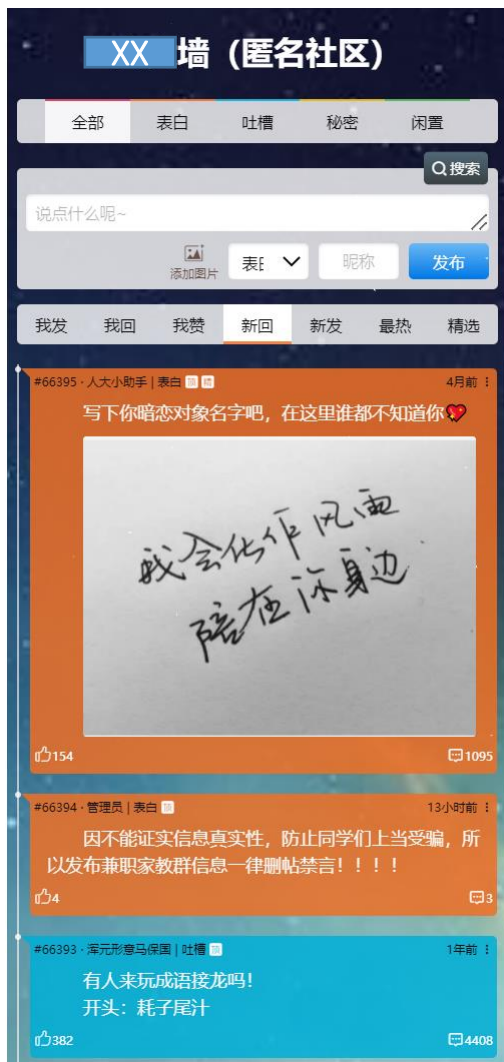 XX 墙（匿名社区）
全部 表白 吐槽 秘密 闲置
搜索
说点什么呢~
添加图片 表 昵称 发布
我发 我回 我赞 新回 新发 最热 精选
#66395 · 人大小助手 | 表白 顶 精 4月前
写下你暗恋对象名字吧，在这里谁都不知道你💘
我会化作风雨
陪在你身边
154 1095
#66394 · 管理员 | 表白 顶 13小时前
因不能证实信息真实性，防止同学们上当受骗，所
以发布兼职家教群信息一律删帖禁言！！！！
4 3
#66393 · 浑元形意马保国 | 吐槽 顶 1年前
有人来玩成语接龙吗！
开头：耗子尾汁
382 4408